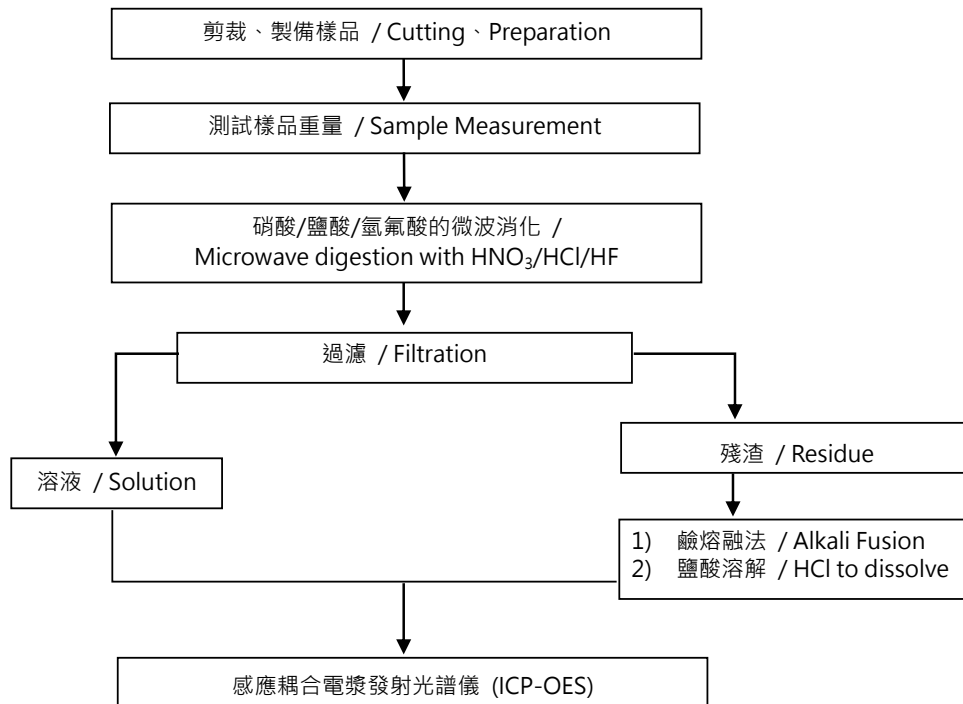 剪裁、製備樣品 / Cutting、Preparation
測試樣品重量 / Sample Measurement
硝酸/鹽酸/氫氟酸的微波消化 /
Microwave digestion with HNO₃/HCl/HF
過濾 / Filtration
溶液 / Solution
殘渣 / Residue
1) 鹼熔融法 / Alkali Fusion
2) 鹽酸溶解 / HCl to dissolve
感應耦合電漿發射光譜儀 (ICP-OES)